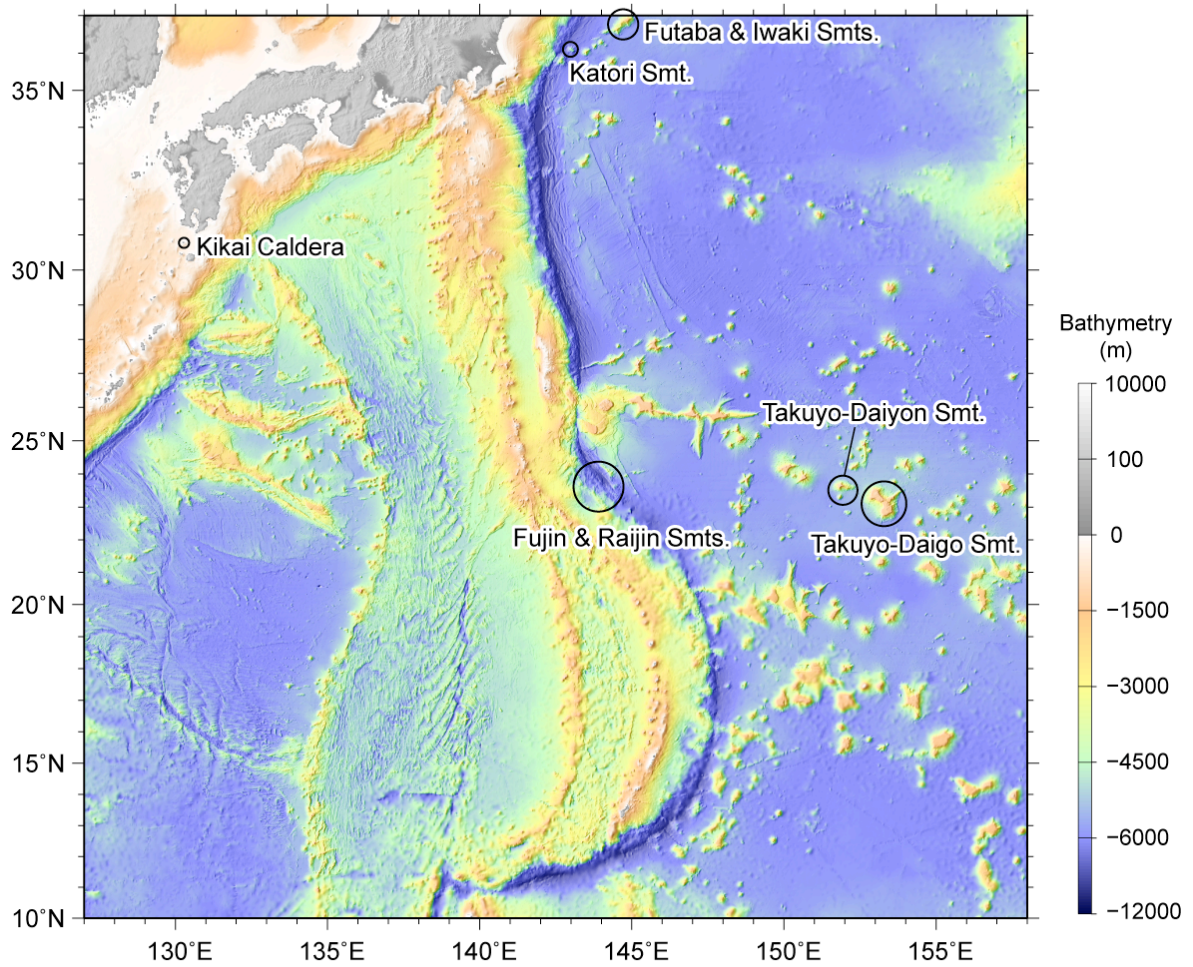 Futaba & Iwaki Smts.
Katori Smt.
35˚N
Kikai Caldera
30˚N
Bathymetry
(m)
10000
Takuyo-Daiyon Smt.
25˚N
100
Fujin & Raijin Smts.
Takuyo-Daigo Smt.
0
20˚N
−1500
−3000
15˚N
−4500
−6000
10˚N
−12000
130˚E
135˚E
140˚E
145˚E
150˚E
155˚E